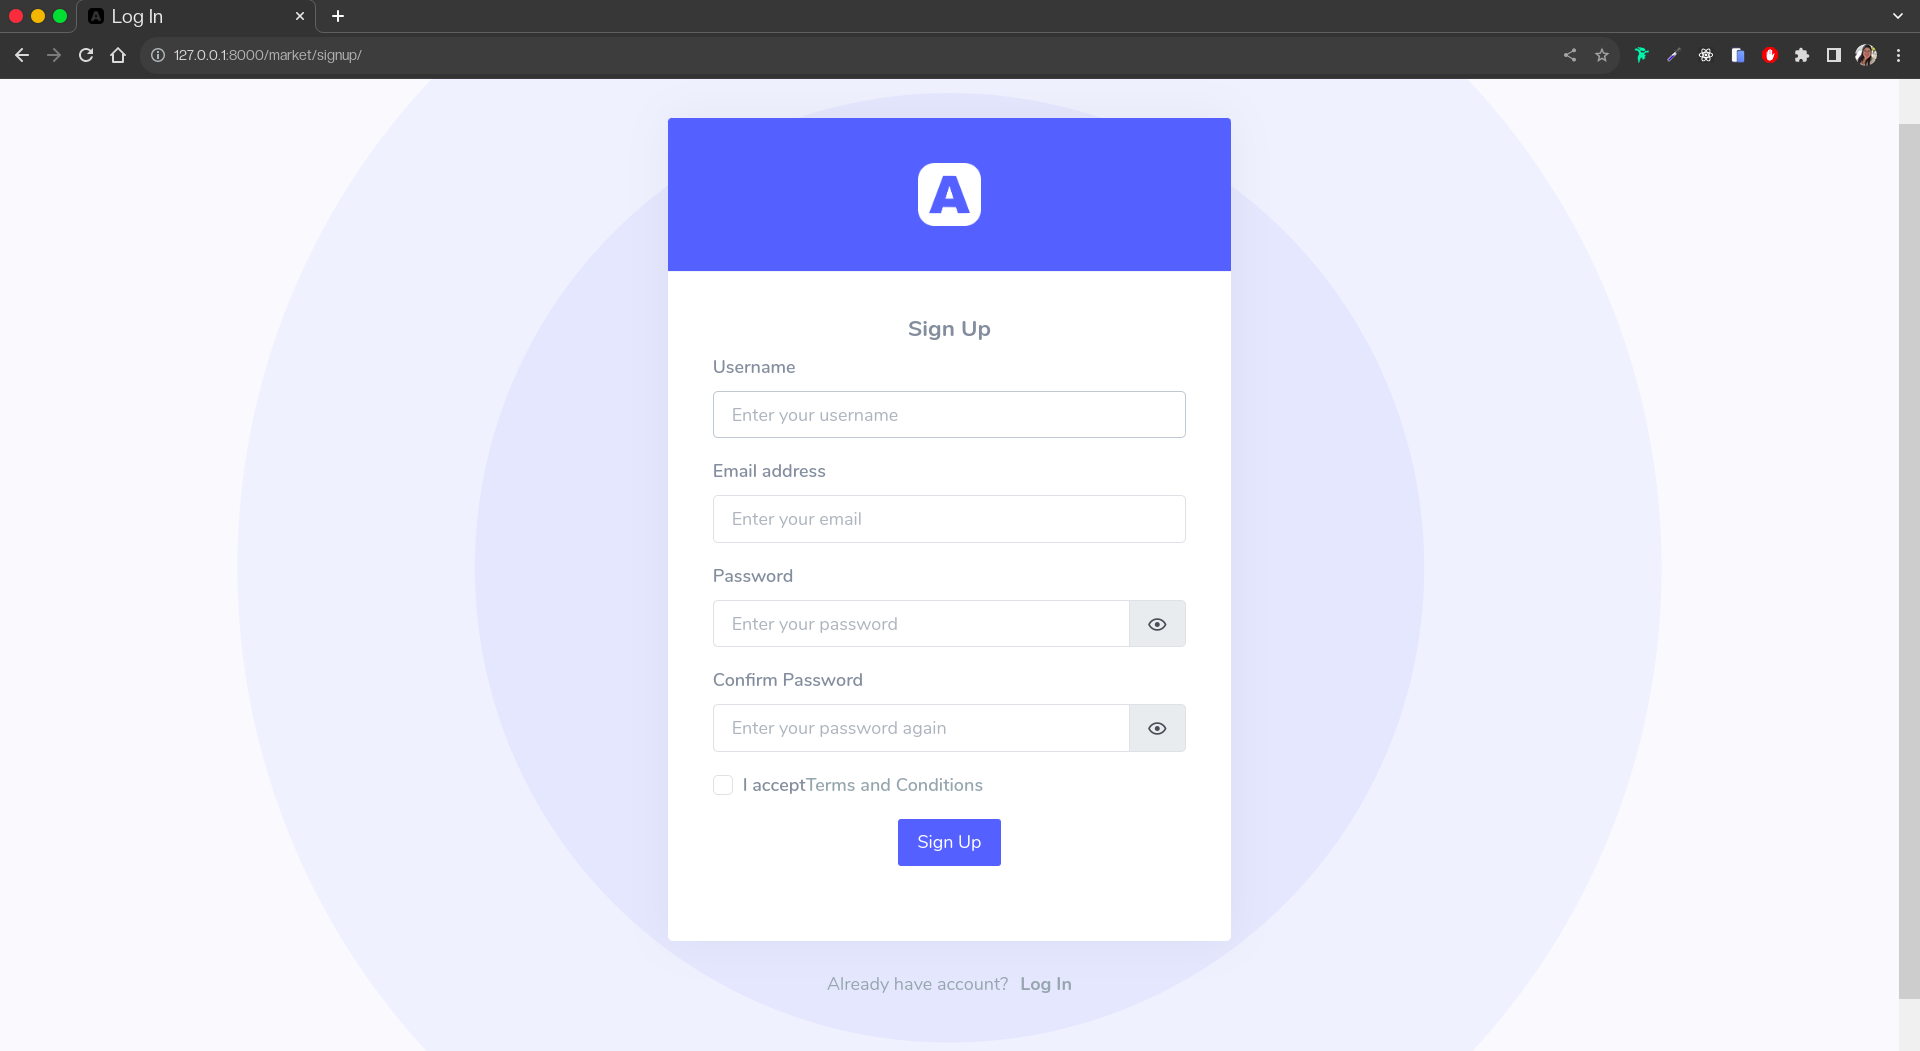 Log In
127.0.0.1:8000/market/signup/
A
Sign Up
Username
Enter your username
Email address
Enter your email
Password
Enter your password
Confirm Password
Enter your password again
I acceptTerms and Conditions
Sign Up
Already have account? Log In